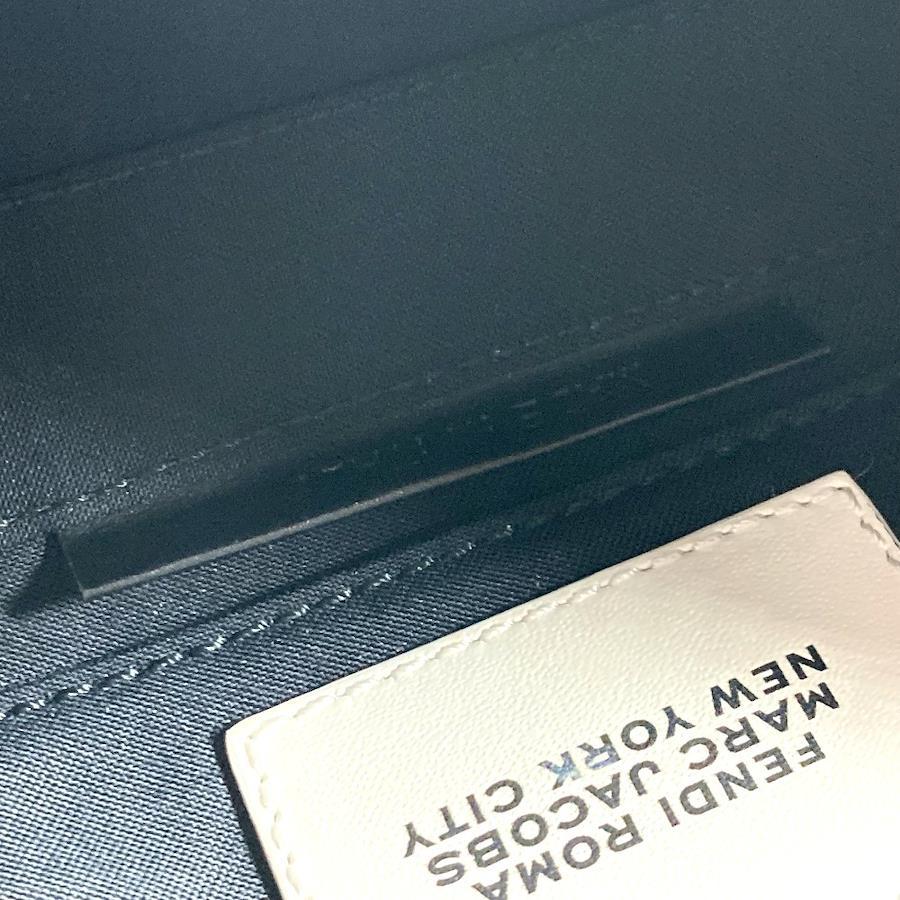 FENDI ROMA
MARC JACOBS
NEW YORK CITY